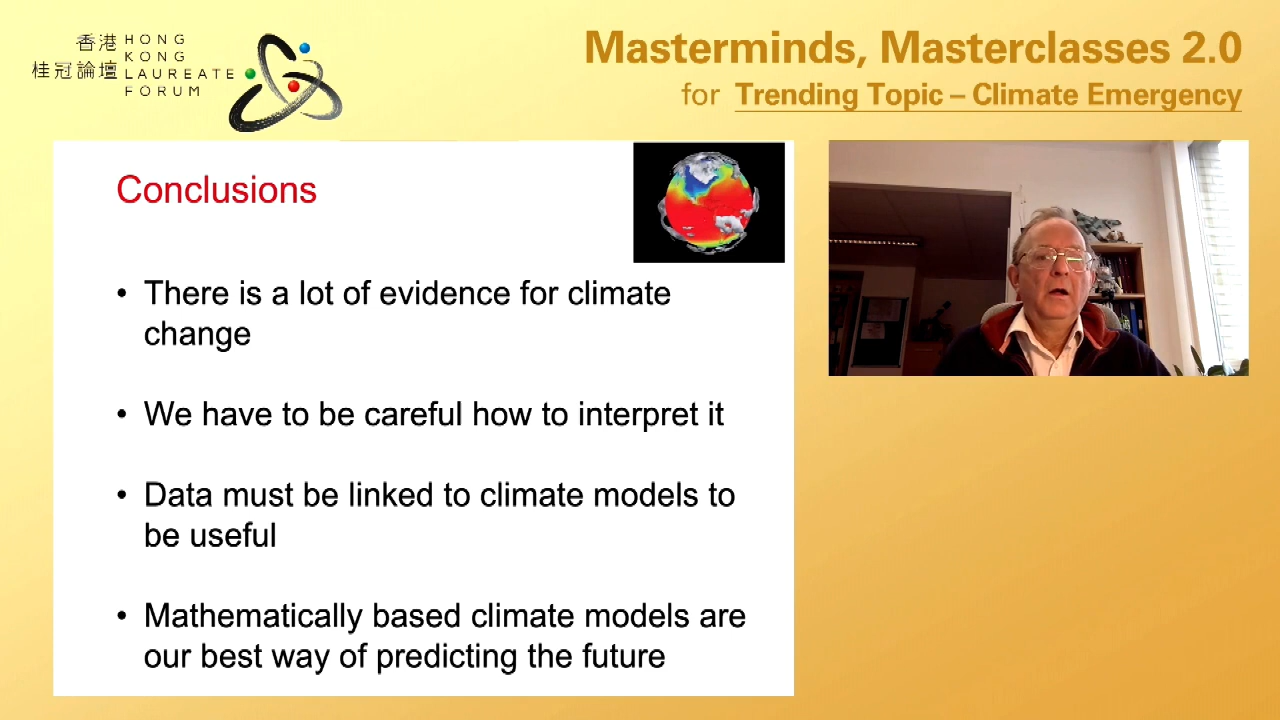 香港 HONG
KONG
桂冠論壇 LAUREATE
FORUM
Masterminds, Masterclasses 2.0
for Trending Topic – Climate Emergency
Conclusions
• There is a lot of evidence for climate
change
• We have to be careful how to interpret it
• Data must be linked to climate models to
be useful
• Mathematically based climate models are
our best way of predicting the future